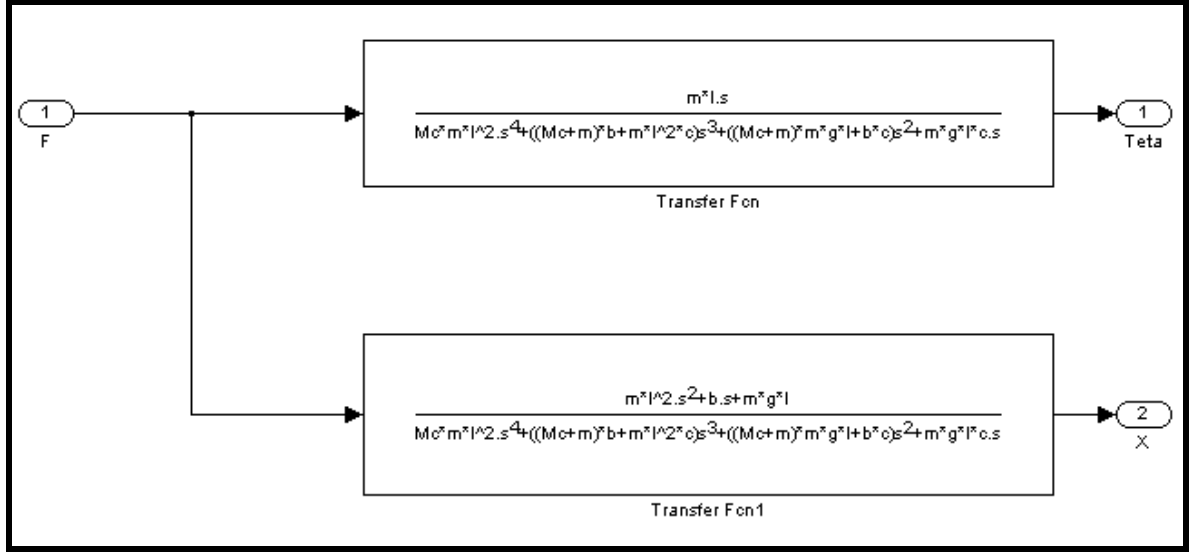 m*l.s
Mc*m*l^2.s⁴+((Mc+m)*b+m*l^2*c)s³+((Mc+m)*m*g*l+b*c)s²+m*g*l*c.s
1
F
1
Teta
Transfer Fcn
m*l^2.s²+b.s+m*g*l
Mc*m*l^2.s⁴+((Mc+m)*b+m*l^2*c)s³+((Mc+m)*m*g*l+b*c)s²+m*g*l*c.s
2
X
Transfer Fcn1